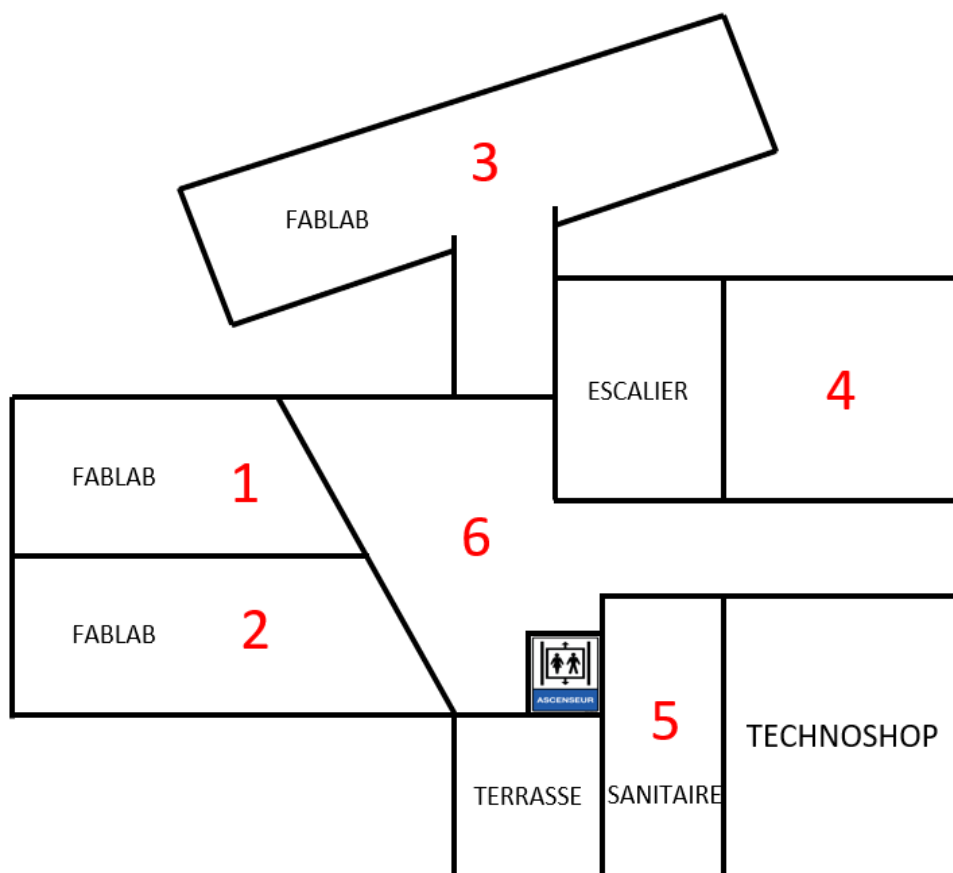 3
FABLAB
ESCALIER
4
FABLAB
1
6
FABLAB
2
ASCENSEUR
5
TECHNOSHOP
TERRASSE
SANITAIRE